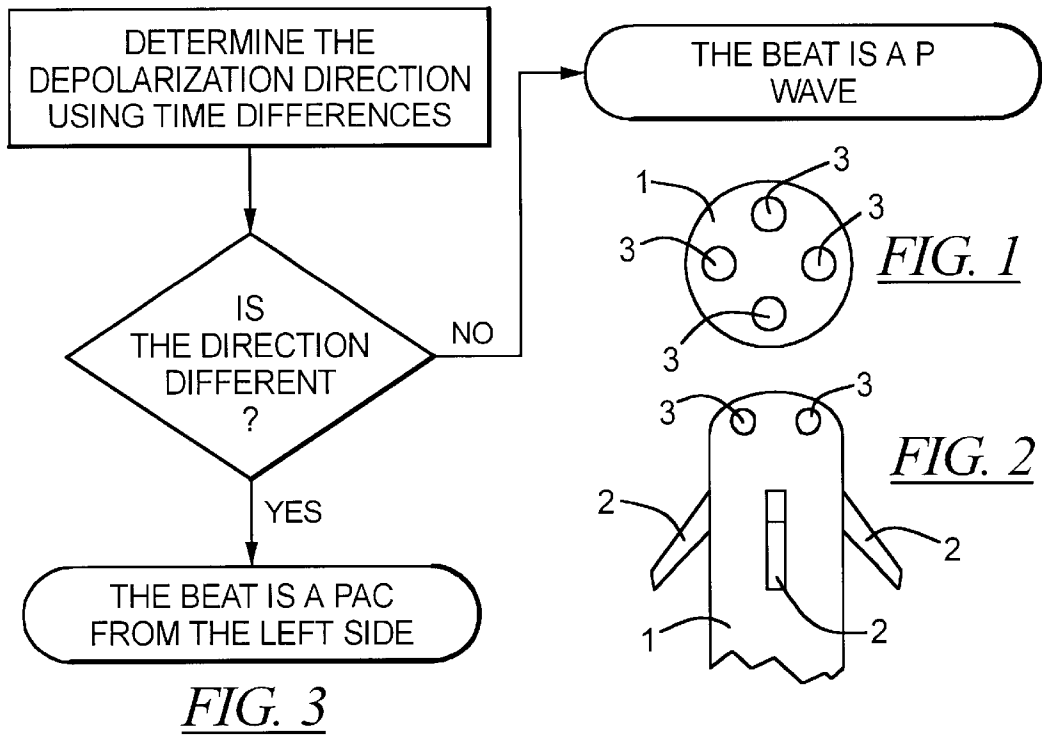 DETERMINE THE
DEPOLARIZATION DIRECTION
USING TIME DIFFERENCES
IS
THE DIRECTION
DIFFERENT
?
NO
YES
THE BEAT IS A PAC
FROM THE LEFT SIDE
FIG. 3
THE BEAT IS A P
WAVE
3
1
3
3
3
FIG. 1
3
3
2
2
1
2
FIG. 2